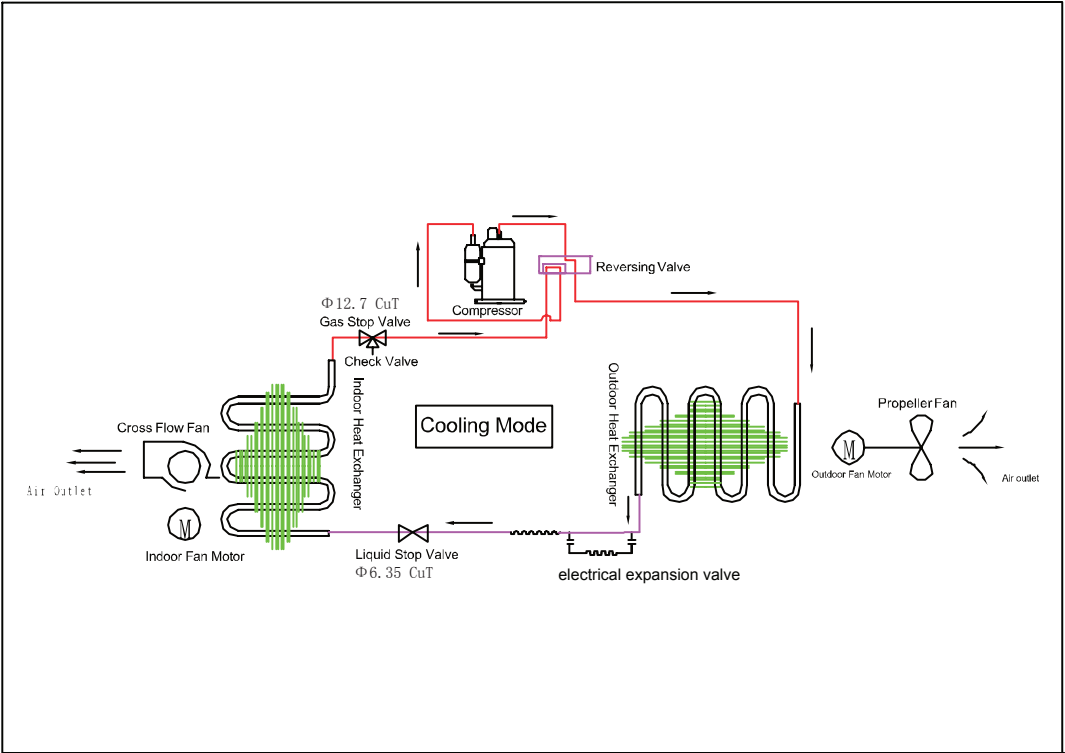 Reversing Valve
Compressor
Φ12.7 CuT
Gas Stop Valve
Check Valve
Indoor Heat Exchanger
Cooling Mode
Outdoor Heat Exchanger
Propeller Fan
Cross Flow Fan
M
Outdoor Fan Motor
Air outlet
Air Outlet
M
Indoor Fan Motor
Liquid Stop Valve
Φ6.35 CuT
electrical expansion valve